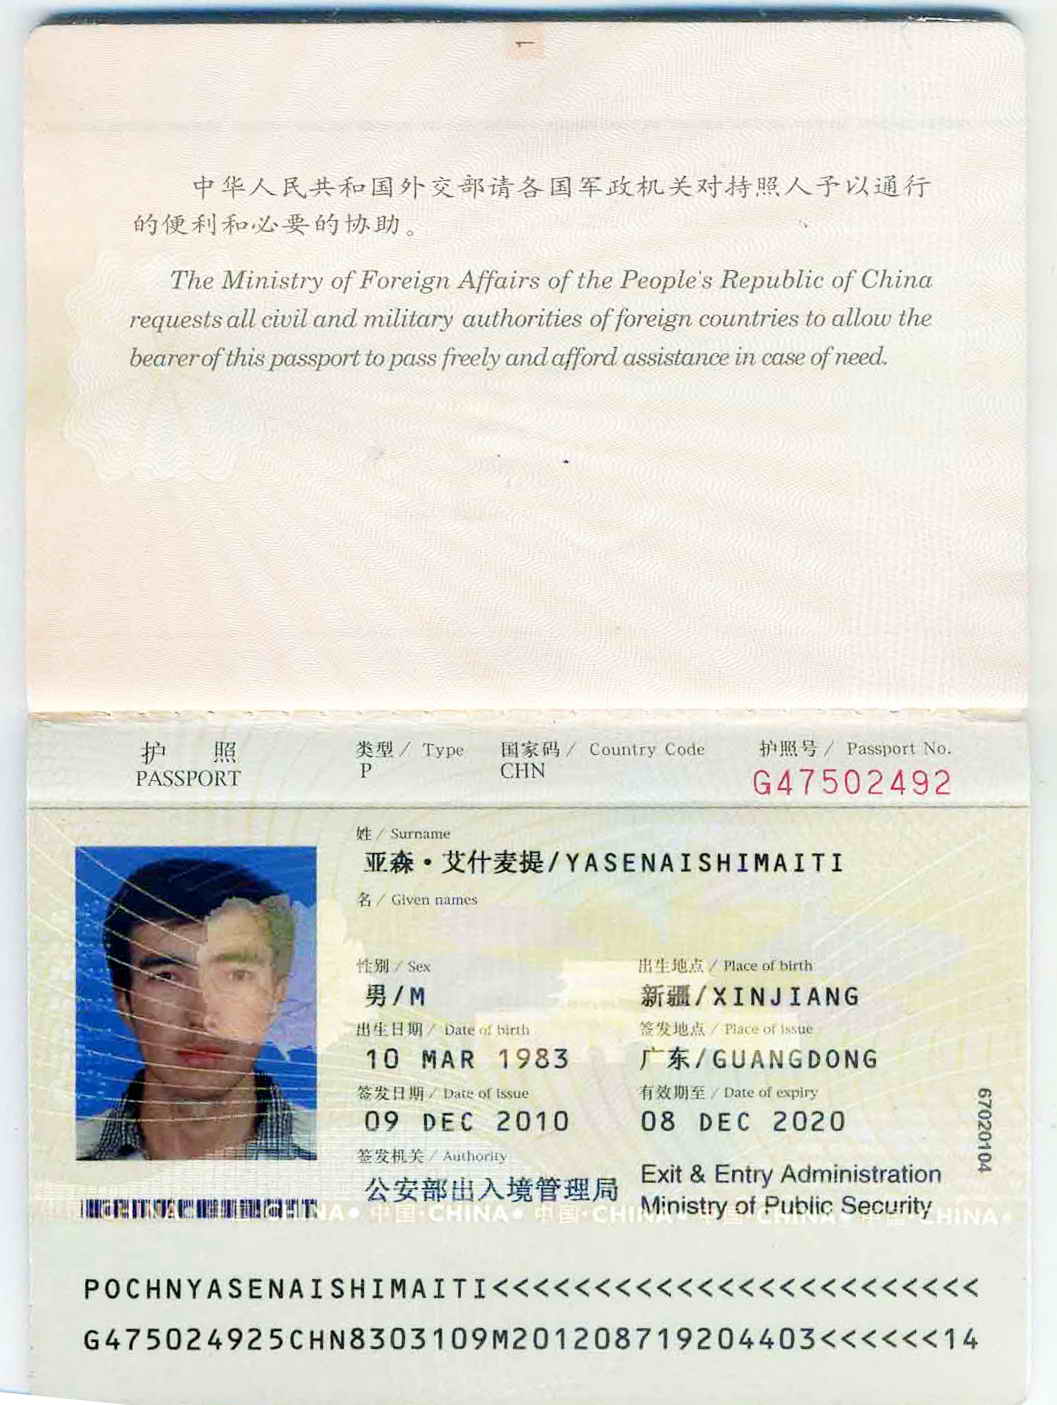 1
中华人民共和国外交部请各国军政机关对持照人予以通行
的便利和必要的协助。
The Ministry of Foreign Affairs of the People's Republic of China
requests all civil and military authorities of foreign countries to allow the
bearer of this passport to pass freely and afford assistance in case of need.
护 照 类型 / Type 国家码 / Country Code 护照号 / Passport No.
PASSPORT P CHN G47502492
姓 / Surname
亚森·艾什麦提/YASENAISHIMAITI
名 / Given names
性别 / Sex 出生地点 / Place of birth
男/M 新疆/XINJIANG
出生日期 / Date of birth 签发地点 / Place of issue
10 MAR 1983 广东/GUANGDONG
签发日期 / Date of issue 有效期至 / Date of expiry
09 DEC 2010 08 DEC 2020
签发机关 / Authority
公安部出入境管理局 Exit & Entry Administration
Ministry of Public Security
67020104
中国·CHINA• 中国·CHINA• 中国·CHINA• 中国·CHINA• 中国·CHINA•
POCHNYASENAISHIMAITI<<<<<<<<<<<<<<<<<<<<<<<<
G475024925CHN8303109M201208719204403<<<<<<14